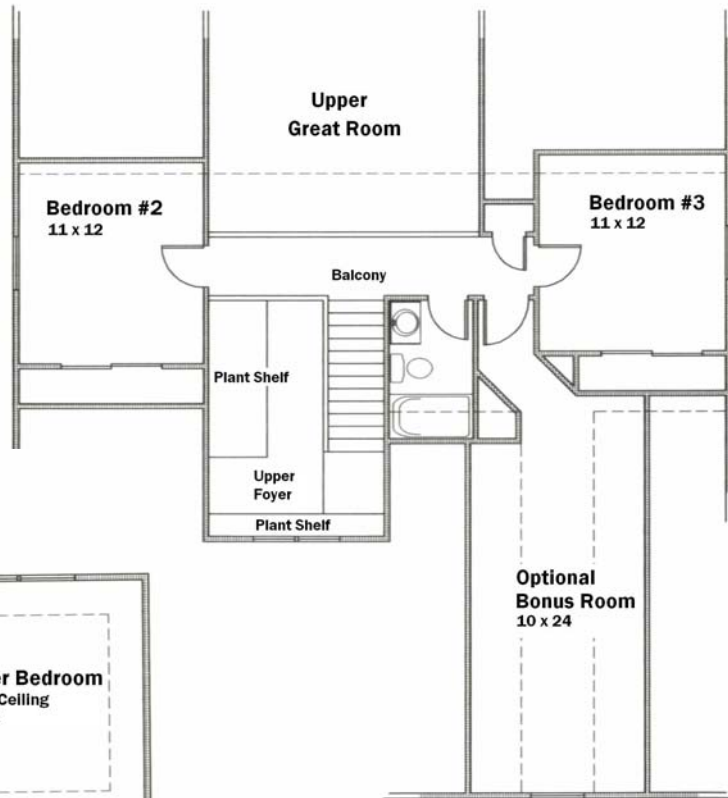 Upper
Great Room
Bedroom #2
11 x 12
Bedroom #3
11 x 12
Balcony
Plant Shelf
Upper
Foyer
Plant Shelf
Optional
Bonus Room
10 x 24
r Bedroom
Ceiling